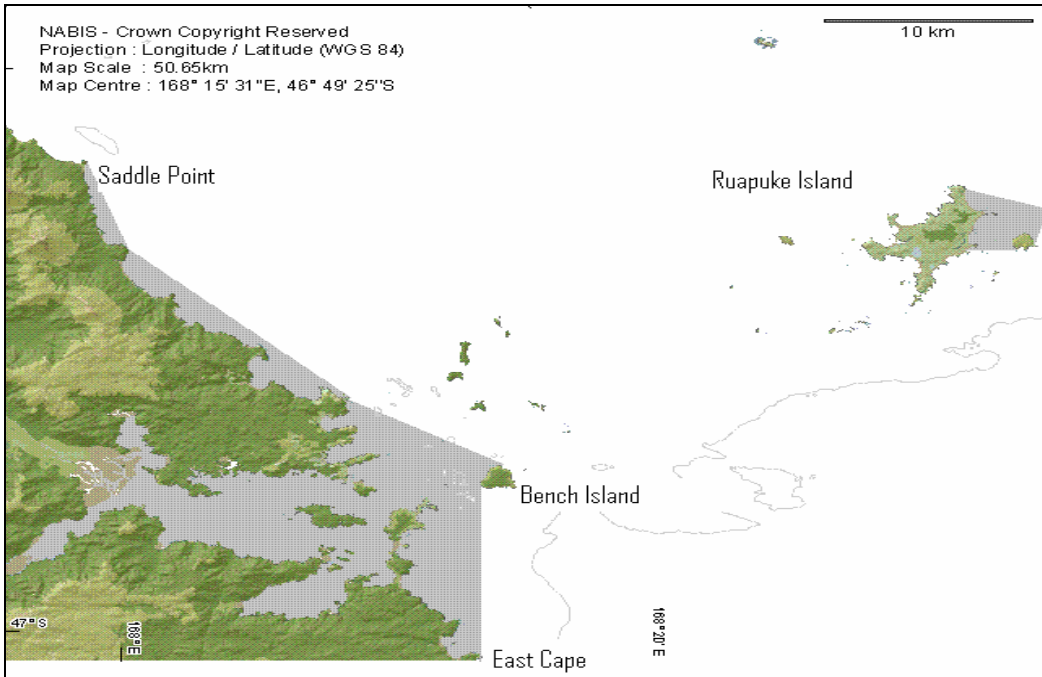 NABIS - Crown Copyright Reserved
Projection : Longitude / Latitude (WGS 84)
Map Scale : 50.65km
Map Centre : 168° 15' 31"E, 46° 49' 25"S
10 km
Saddle Point
Ruapuke Island
Bench Island
47° S
168°E
168° 20' E
East Cape